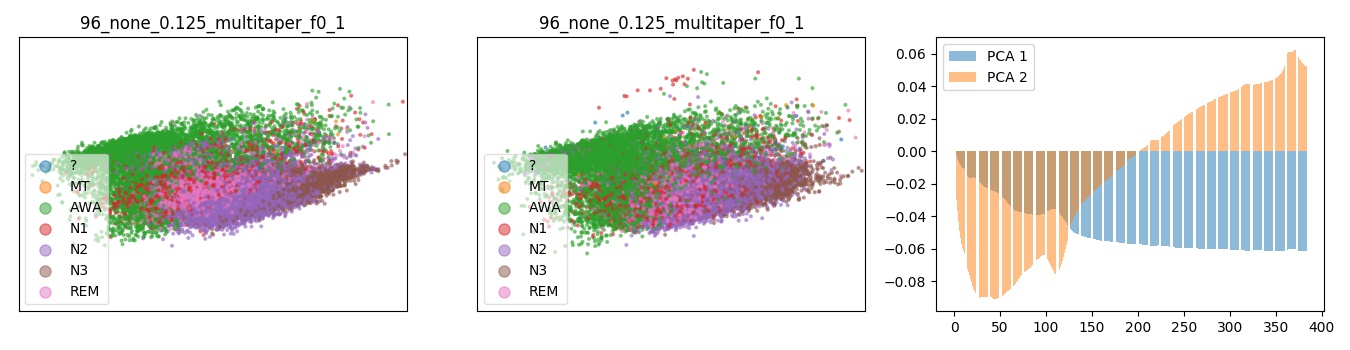 96_none_0.125_multitaper_f0_1
?
MT
AWA
N1
N2
N3
REM
96_none_0.125_multitaper_f0_1
?
MT
AWA
N1
N2
N3
REM
PCA 1
PCA 2
0.06
0.04
0.02
0.00
−0.02
−0.04
−0.06
−0.08
0 50 100 150 200 250 300 350 400